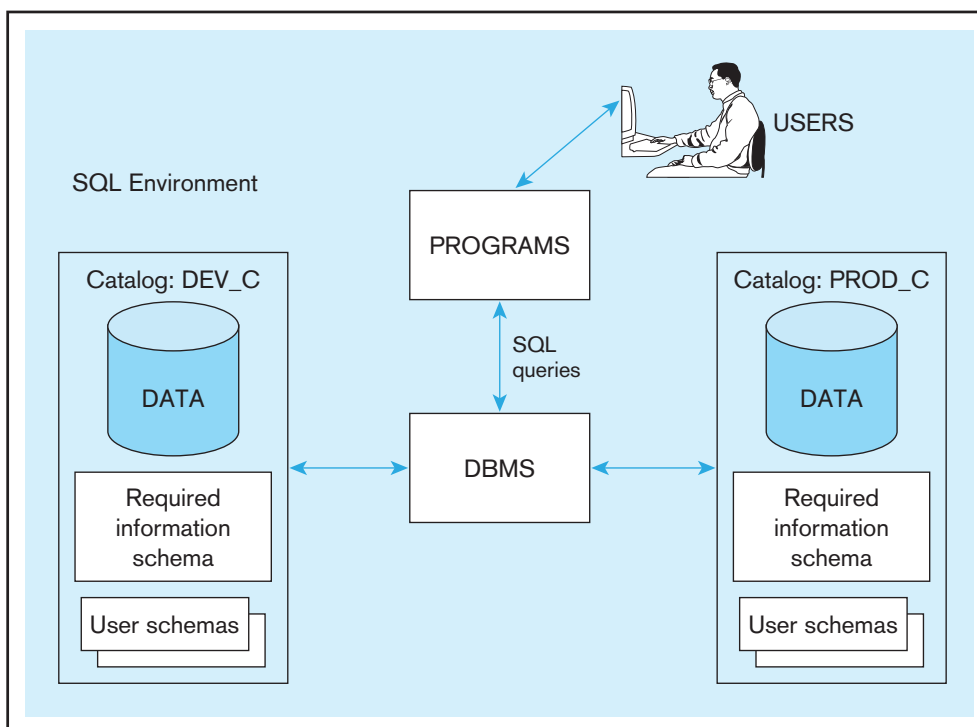 USERS
SQL Environment
PROGRAMS
Catalog: DEV_C
DATA
Required
information
schema
User schemas
SQL
queries
DBMS
Catalog: PROD_C
DATA
Required
information
schema
User schemas